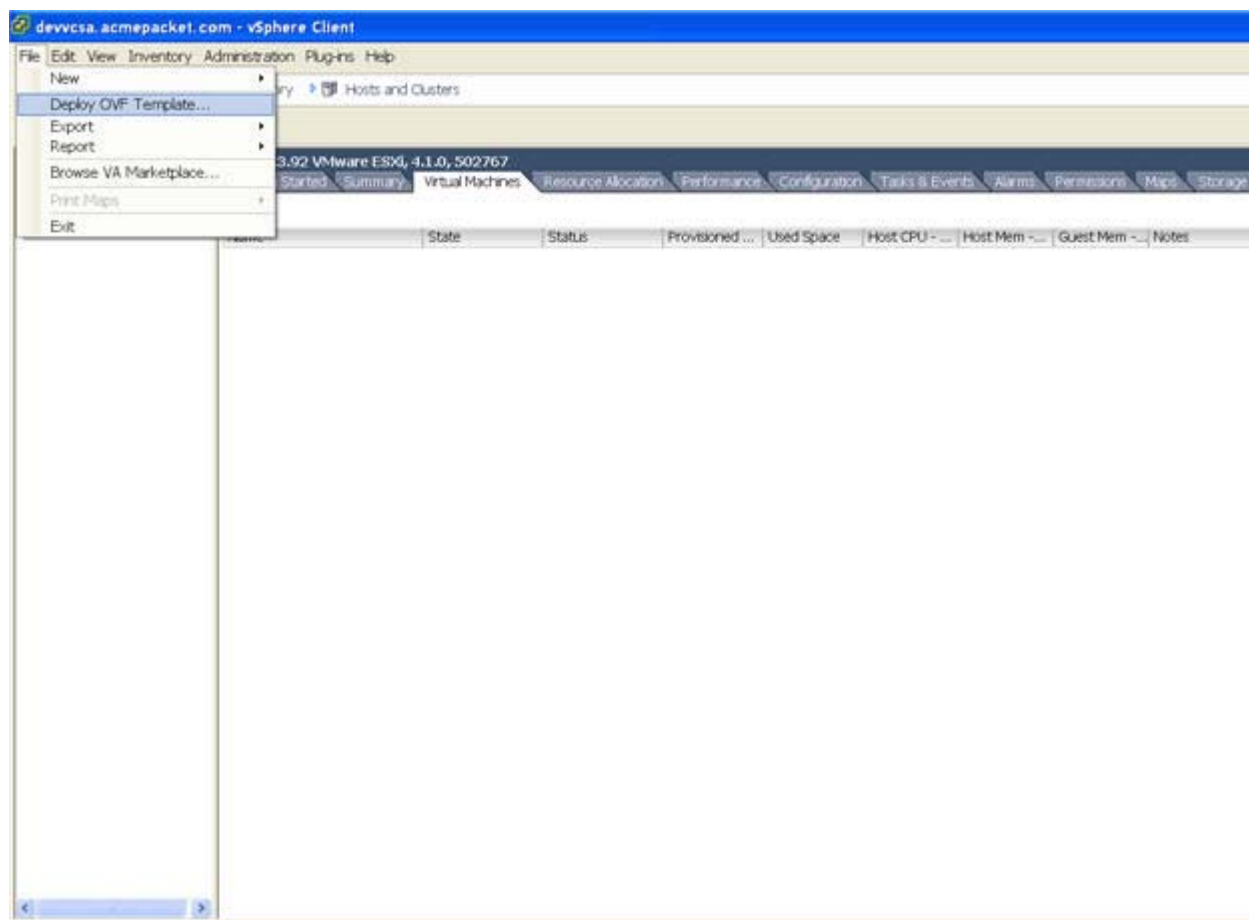 devvcsa.acmepacket.com - vSphere Client
File Edit View Inventory Administration Plug-ins Help
New
ry Hosts and Clusters
Deploy OVF Template...
Export
Report
Browse VA Marketplace...
Print Maps
Exit
3.92 VMware ESXi, 4.1.0, 502767
Started Summary Virtual Machines Resource Allocation Performance Configuration Tasks & Events Alarms Permissions Maps Storage
State Status Provisioned ... Used Space Host CPU - ... Host Mem -... Guest Mem -... Notes